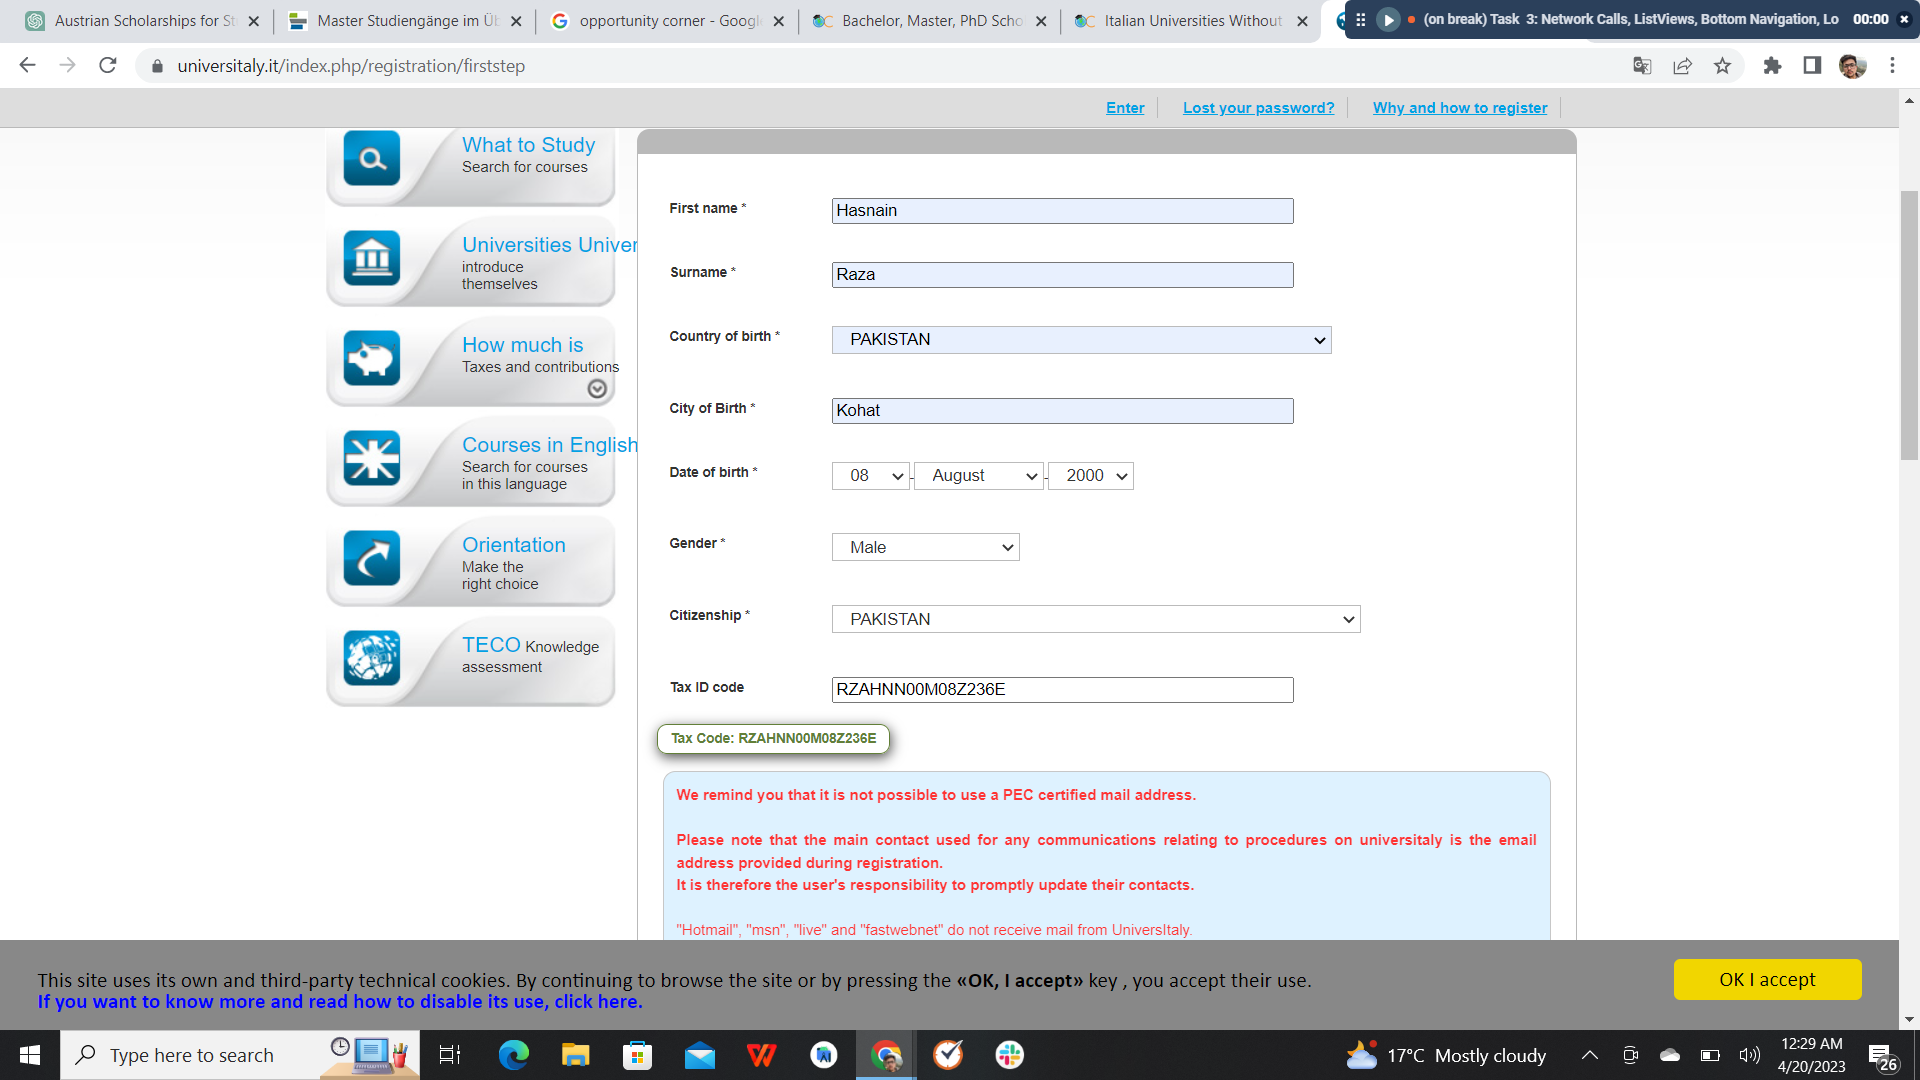 Austrian Scholarships for St
Master Studiengänge im Üb
opportunity corner - Google
Bachelor, Master, PhD Scho
Italian Universities Without
(on break) Task 3: Network Calls, ListViews, Bottom Navigation, Lo 00:00
universitaly.it/index.php/registration/firststep
Enter
Lost your password?
Why and how to register
What to Study
Search for courses
Universities Univer
introduce
themselves
How much is
Taxes and contributions
Courses in English
Search for courses
in this language
Orientation
Make the
right choice
TECO Knowledge
assessment
First name *
Hasnain
Surname *
Raza
Country of birth *
PAKISTAN
City of Birth *
Kohat
Date of birth *
08 - August - 2000
Gender *
Male
Citizenship *
PAKISTAN
Tax ID code
RZAHNN00M08Z236E
Tax Code: RZAHNN00M08Z236E
We remind you that it is not possible to use a PEC certified mail address.
Please note that the main contact used for any communications relating to procedures on universitaly is the email
address provided during registration.
It is therefore the user's responsibility to promptly update their contacts.
"Hotmail", "msn", "live" and "fastwebnet" do not receive mail from UniversItaly.
This site uses its own and third-party technical cookies. By continuing to browse the site or by pressing the «OK, I accept» key , you accept their use.
If you want to know more and read how to disable its use, click here.
OK I accept
Type here to search
17°C Mostly cloudy
12:29 AM
4/20/2023
26